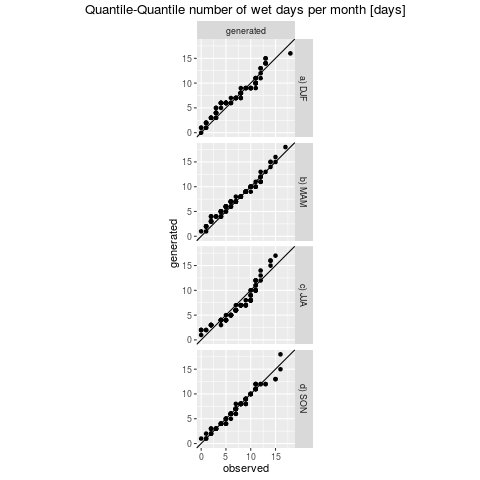 Quantile-Quantile number of wet days per month [days]
generated
15
10
5
0
a) DJF
15
10
5
0
b) MAM
generated
15
10
5
0
c) JJA
15
10
5
0
d) SON
0 5 10 15
observed